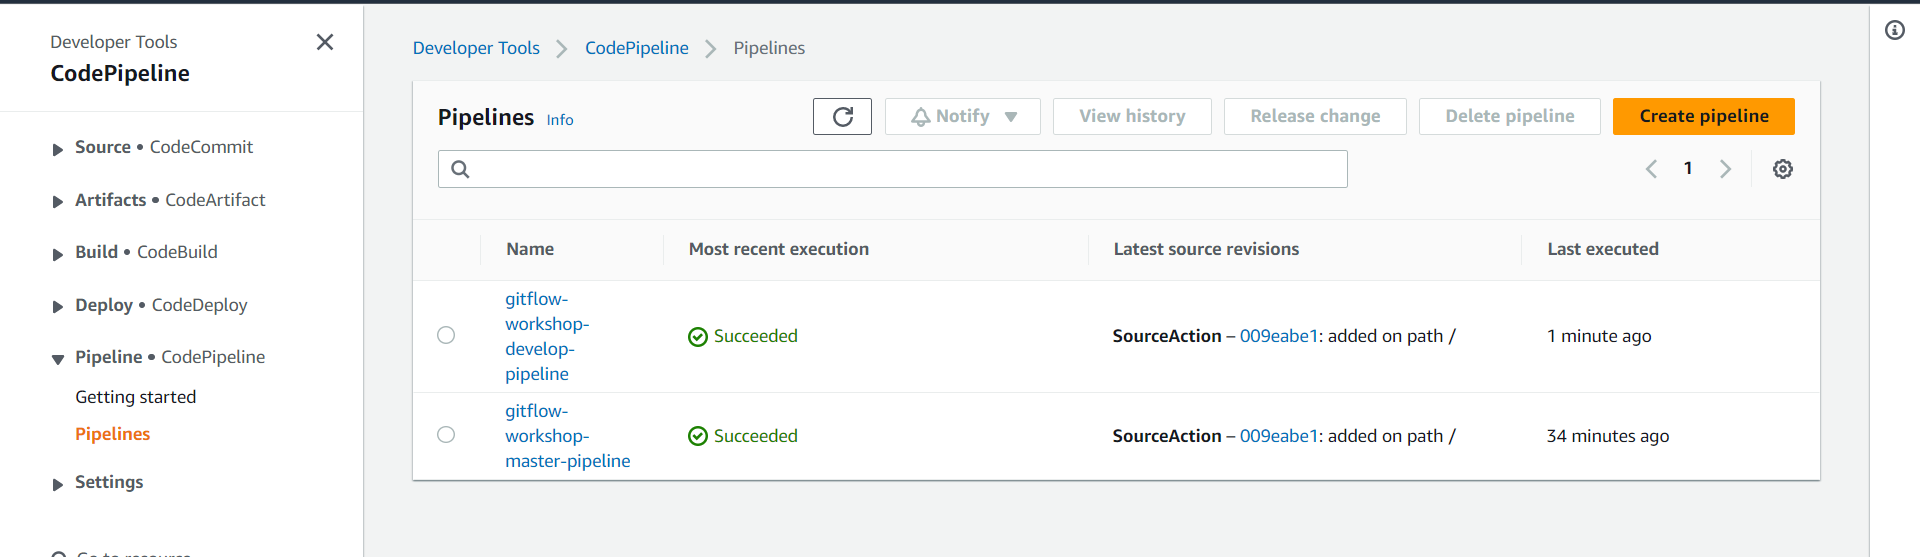 Developer Tools
CodePipeline
Source • CodeCommit
Artifacts • CodeArtifact
Build • CodeBuild
Deploy • CodeDeploy
Pipeline • CodePipeline
Getting started
Pipelines
Settings
Go to resource
Developer Tools > CodePipeline > Pipelines
Pipelines Info
Notify
View history
Release change
Delete pipeline
Create pipeline
1
Name Most recent execution Latest source revisions Last executed
gitflow-
workshop-
develop-
pipeline
Succeeded
SourceAction – 009eabe1: added on path /
1 minute ago
gitflow-
workshop-
master-pipeline
Succeeded
SourceAction – 009eabe1: added on path /
34 minutes ago